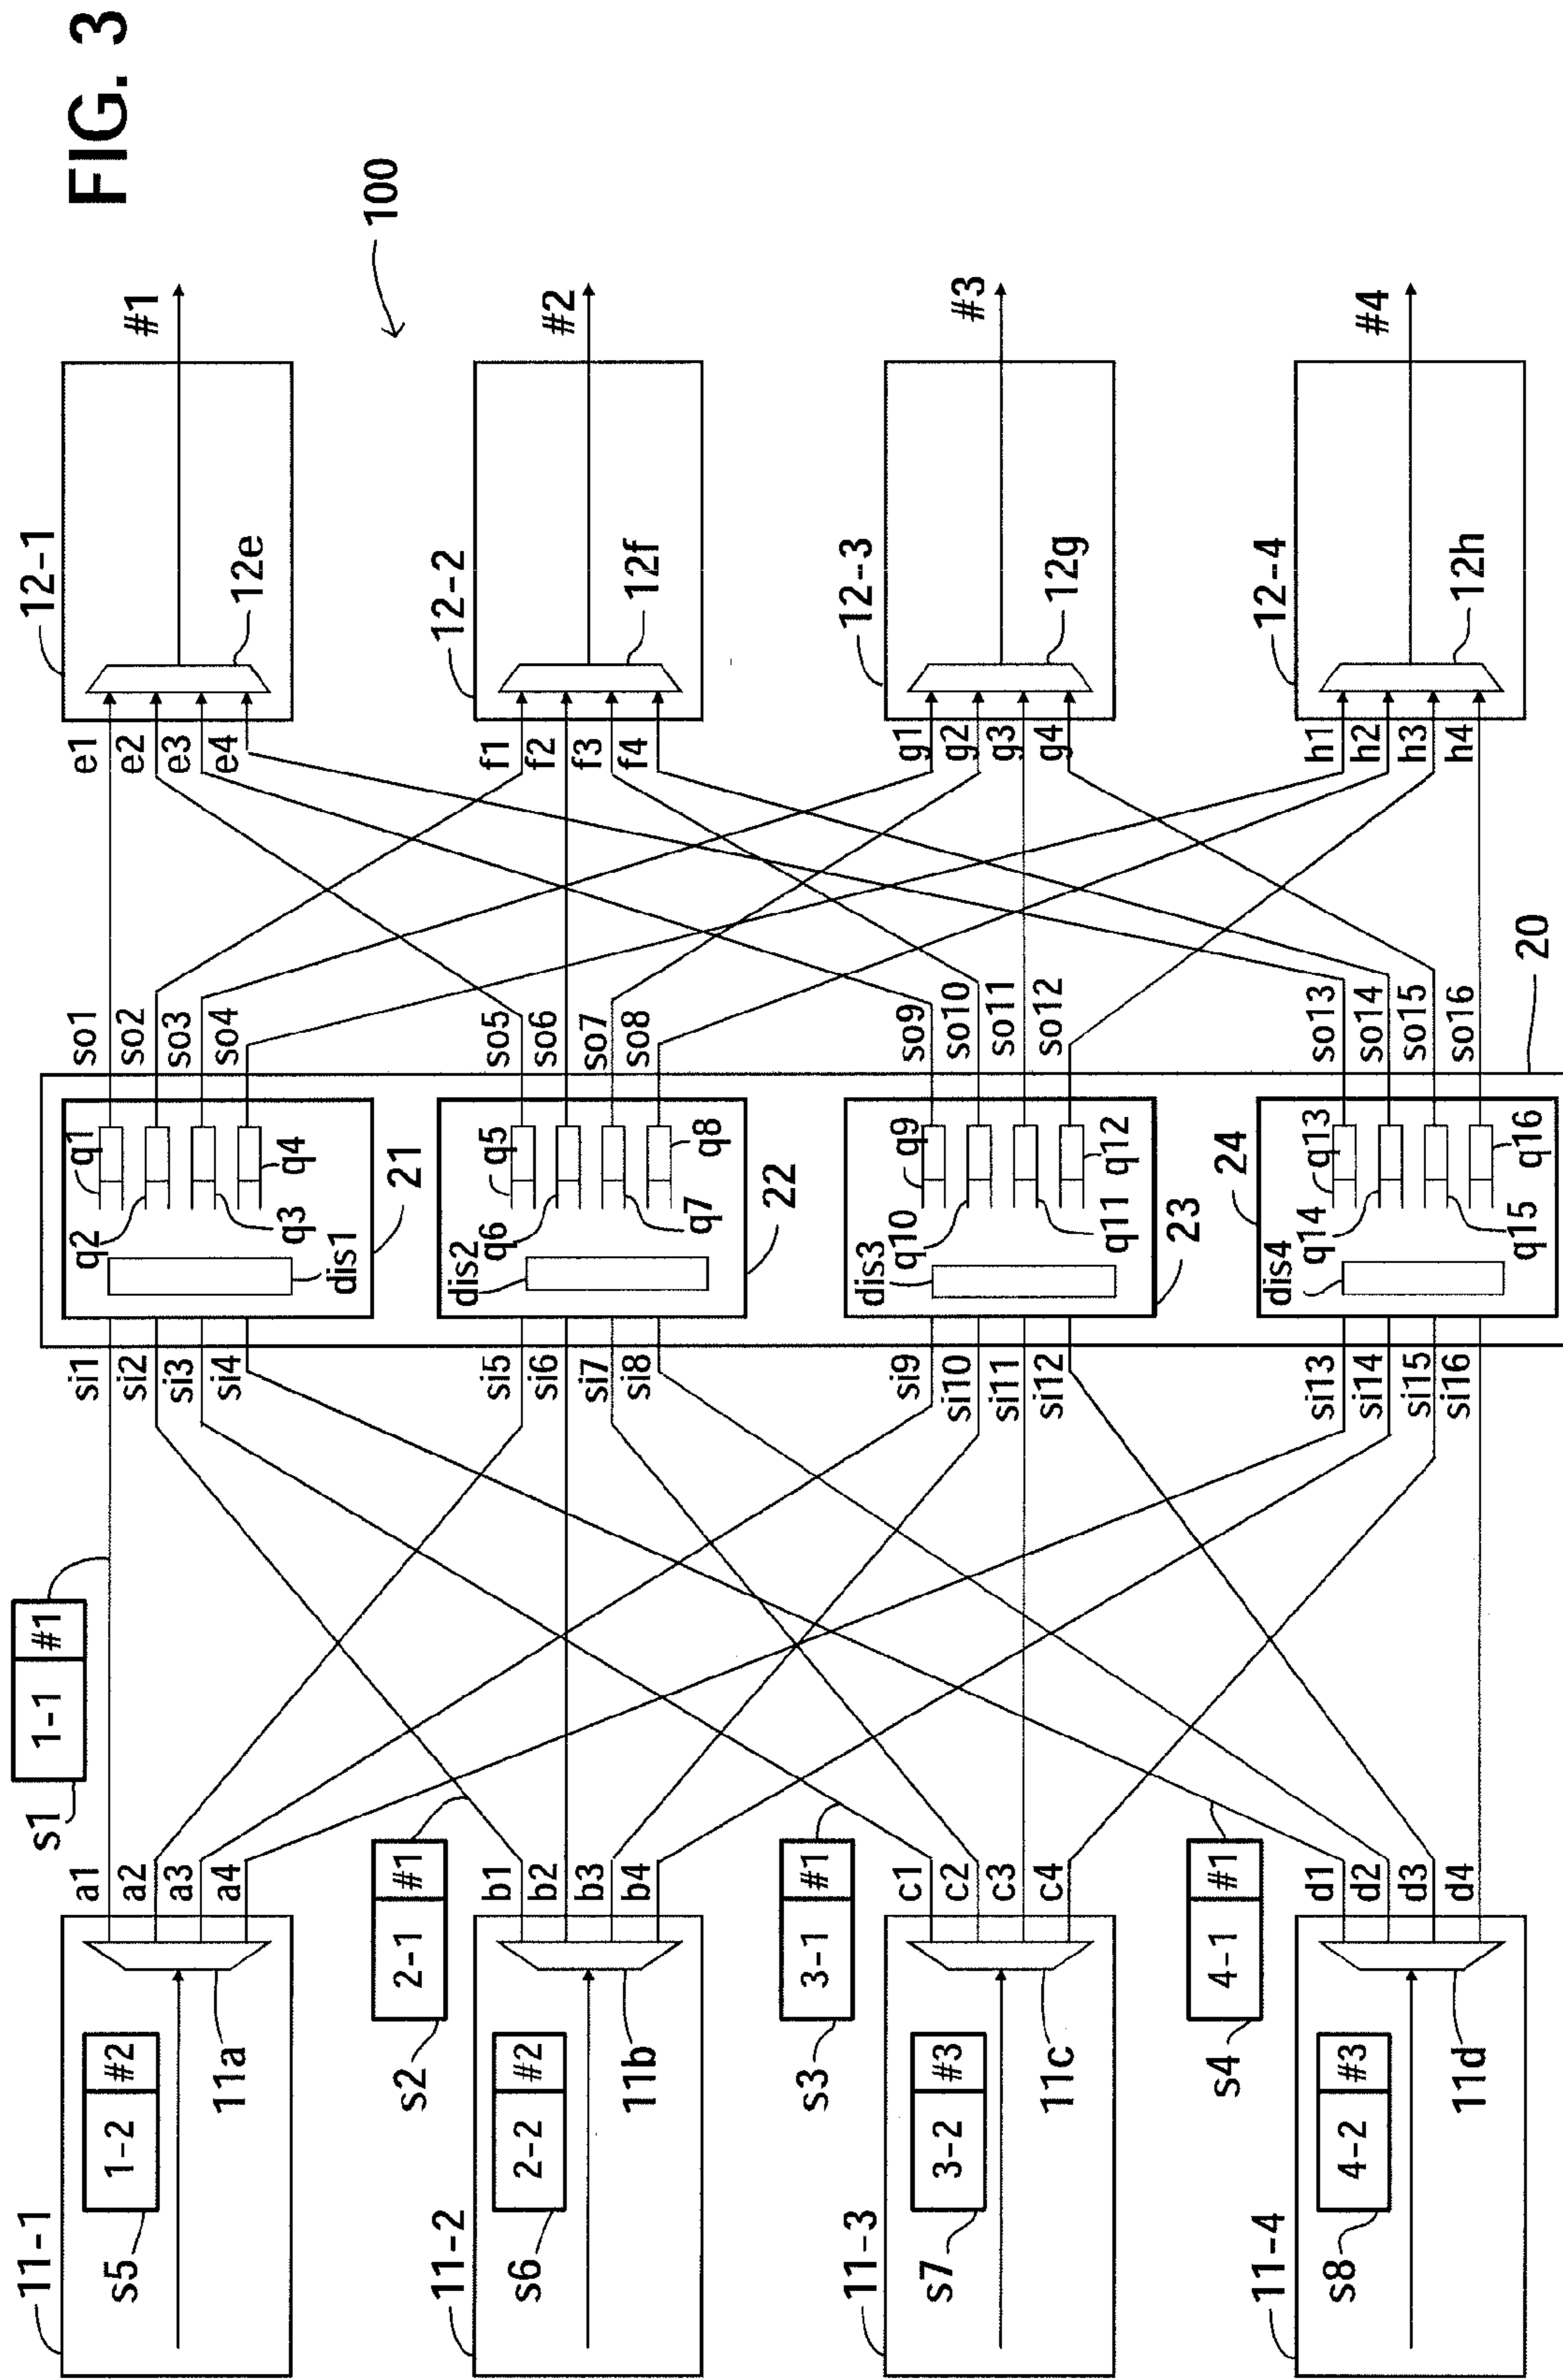 FIG. 3
100
11-1
s5
1-2 #2
11a
a1
a2
a3
a4
s1
1-1 #1
si1
si2
si3
si4
dis1
q1
q2
q3
q4
21
so1
so2
so3
so4
e1
e2
e3
e4
12-1
12e
#1
11-2
s6
2-2 #2
11b
s2
2-1 #1
b1
b2
b3
b4
si5
si6
si7
si8
dis2
q5
q6
q7
q8
22
so5
so6
so7
so8
f1
f2
f3
f4
12-2
12f
#2
11-3
s7
3-2 #3
11c
s3
3-1 #1
c1
c2
c3
c4
si9
si10
si11
si12
dis3
q9
q10
q11
q12
23
so9
so10
so11
so12
g1
g2
g3
g4
12-3
12g
#3
11-4
s8
4-2 #3
11d
s4
4-1 #1
d1
d2
d3
d4
si13
si14
si15
si16
dis4
q13
q14
q15
q16
24
so13
so14
so15
so16
20
h1
h2
h3
h4
12-4
12h
#4